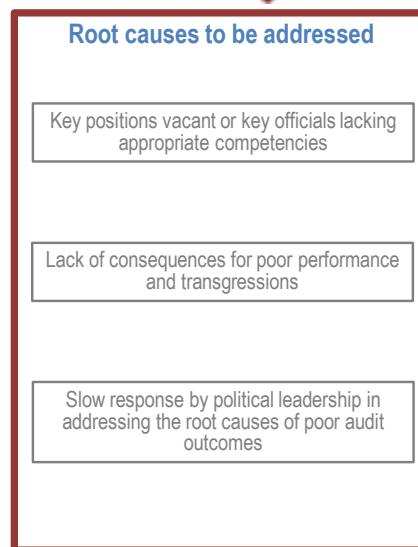 Root causes to be addressed
Key positions vacant or key officials lacking
appropriate competencies
Lack of consequences for poor performance
and transgressions
Slow response by political leadership in
addressing the root causes of poor audit
outcomes